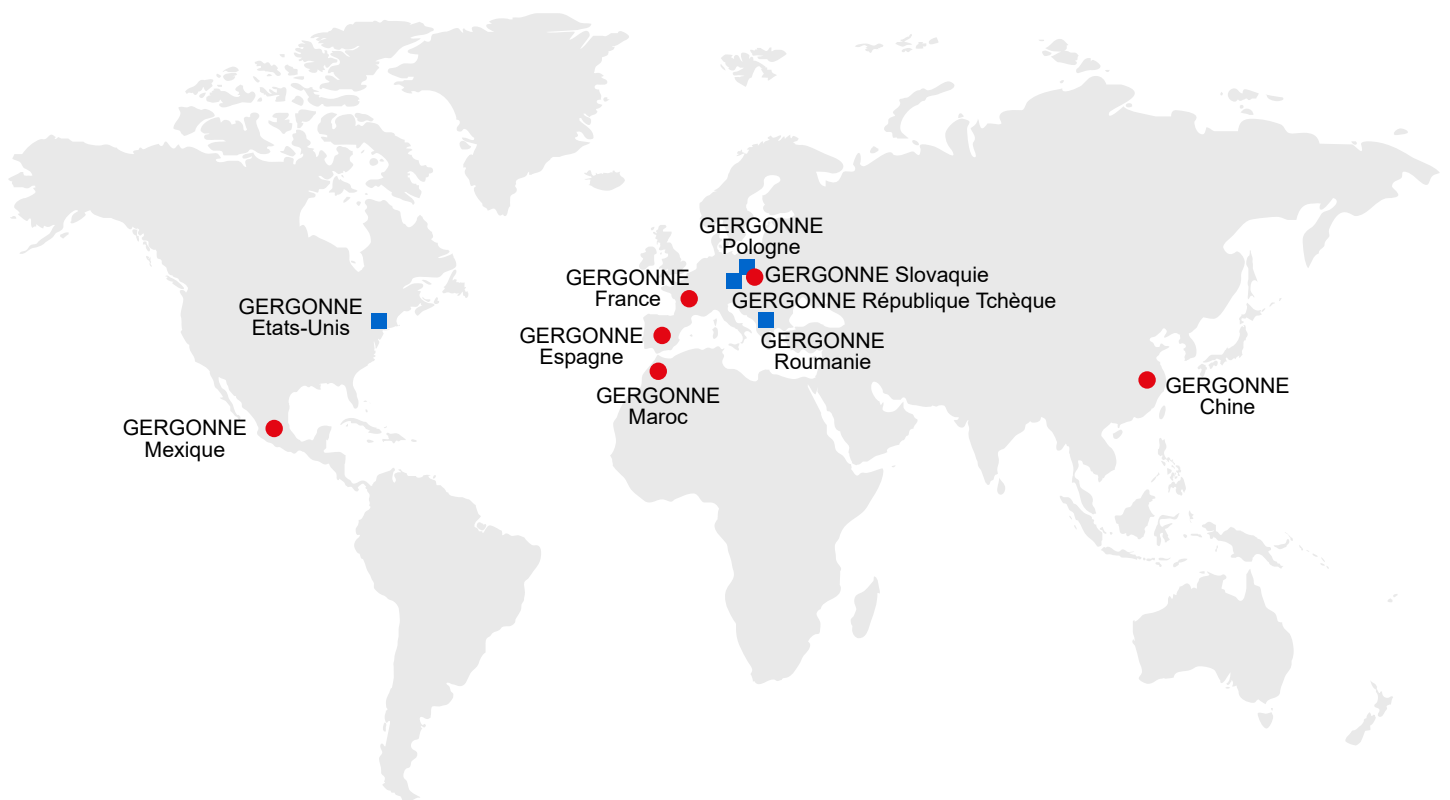 GERGONNE
Pologne
GERGONNE
France
GERGONNE Slovaquie
GERGONNE République Tchèque
GERGONNE
Etats-Unis
GERGONNE
Espagne
GERGONNE
Roumanie
GERGONNE
Maroc
GERGONNE
Chine
GERGONNE
Mexique